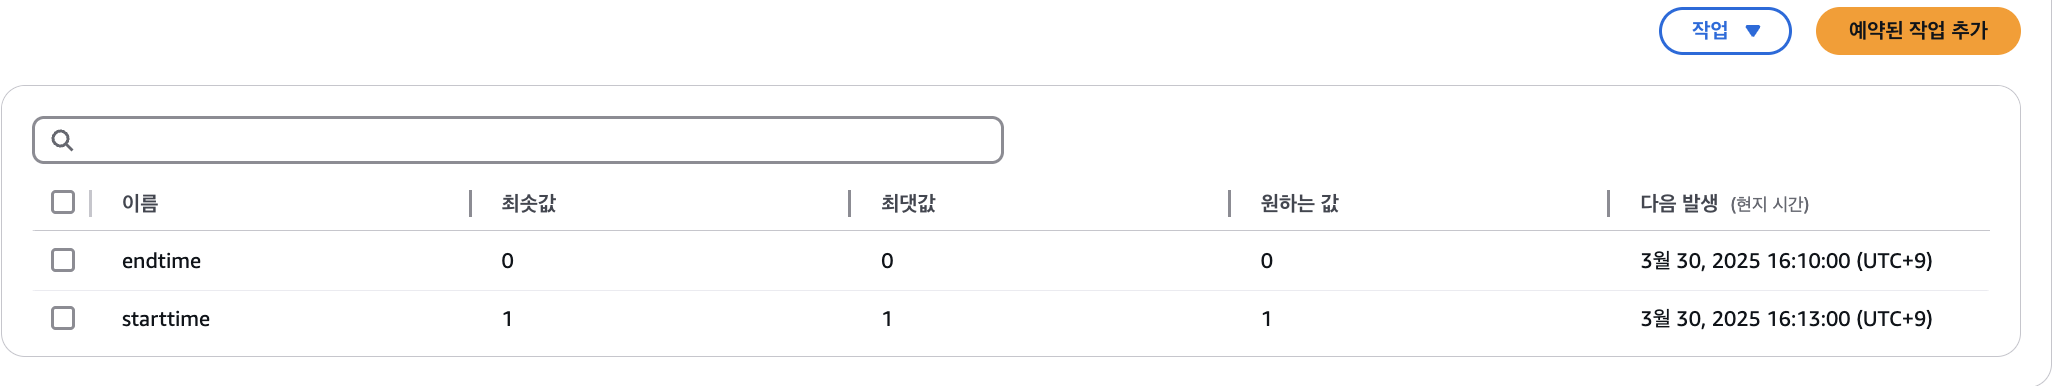 작업 예약된 작업 추가
이름 최솟값 최댓값 원하는 값 다음 발생 (현지 시간)
endtime 0 0 0 3월 30, 2025 16:10:00 (UTC+9)
starttime 1 1 1 3월 30, 2025 16:13:00 (UTC+9)